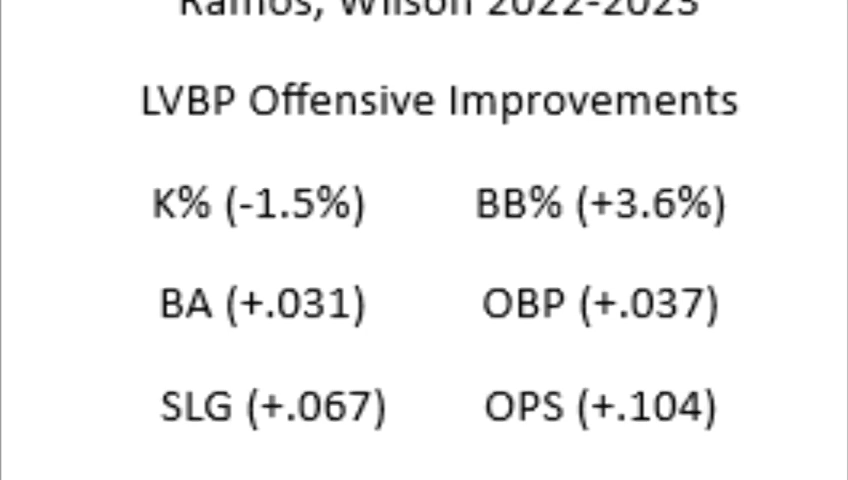 Ramos, Wilson 2022-2023
LVBP Offensive Improvements
K% (-1.5%) BB% (+3.6%)
BA (+.031) OBP (+.037)
SLG (+.067) OPS (+.104)